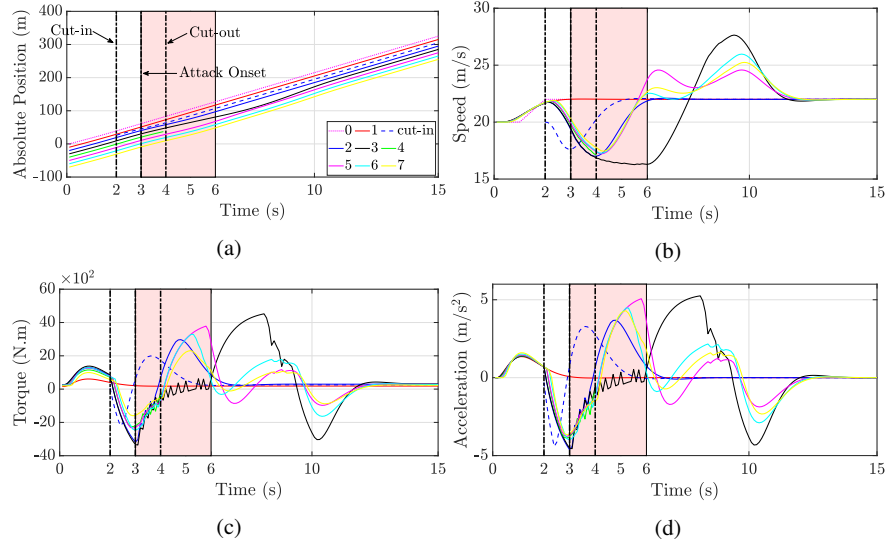 400
300
200
100
0
-100
Absolute Position (m)
Cut-in
Cut-out
Attack Onset
0 1 cut-in
2 3 4
5 6 7
0 2 3 4 5 6 10 15
Time (s)
(a)
25
20
15
Speed (m/s)
0 2 3 4 5 6 10 15
Time (s)
(b)
×10²
60
40
20
0
-20
-40
Torque (N.m)
0 2 3 4 5 6 10 15
Time (s)
(c)
5
0
-5
Acceleration (m/s²)
0 2 3 4 5 6 10 15
Time (s)
(d)